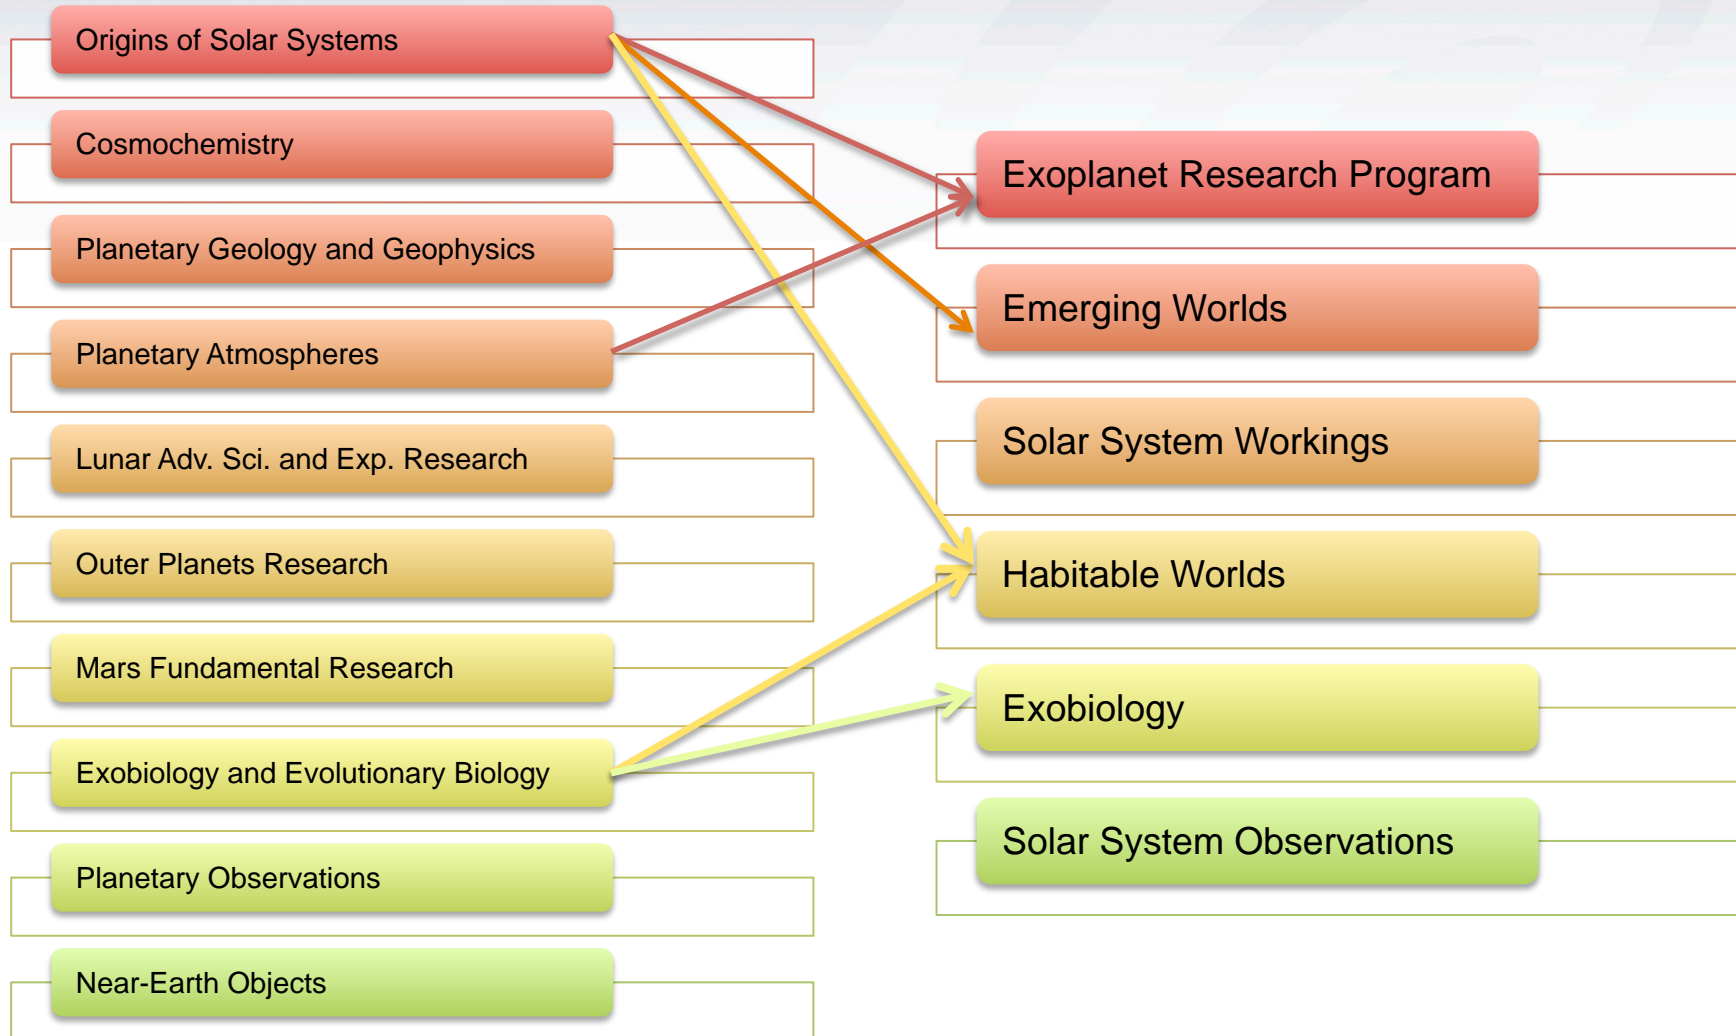 Origins of Solar Systems
Cosmochemistry
Planetary Geology and Geophysics
Planetary Atmospheres
Lunar Adv. Sci. and Exp. Research
Outer Planets Research
Mars Fundamental Research
Exobiology and Evolutionary Biology
Planetary Observations
Near-Earth Objects
Exoplanet Research Program
Emerging Worlds
Solar System Workings
Habitable Worlds
Exobiology
Solar System Observations